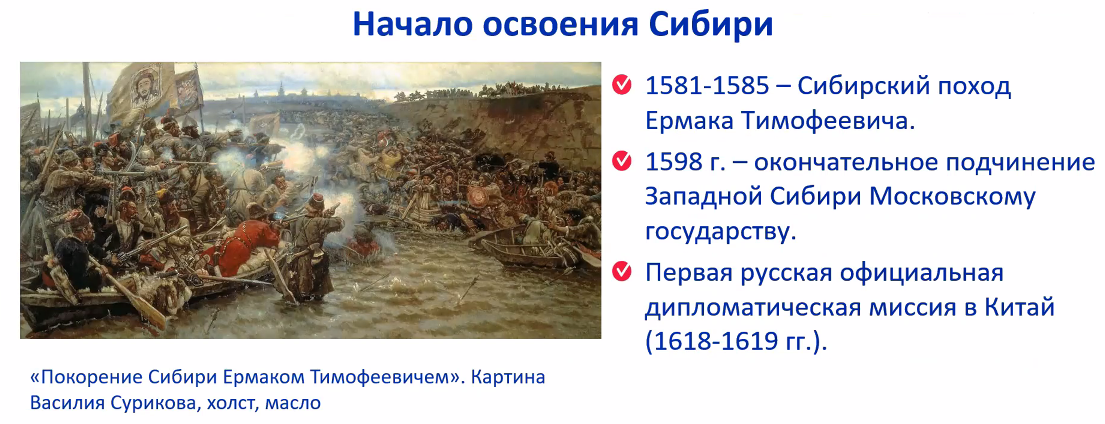 Начало освоения Сибири
1581-1585 – Сибирский поход
Ермака Тимофеевича.
1598 г. – окончательное подчинение
Западной Сибири Московскому
государству.
Первая русская официальная
дипломатическая миссия в Китай
(1618-1619 гг.).
«Покорение Сибири Ермаком Тимофеевичем». Картина
Василия Сурикова, холст, масло